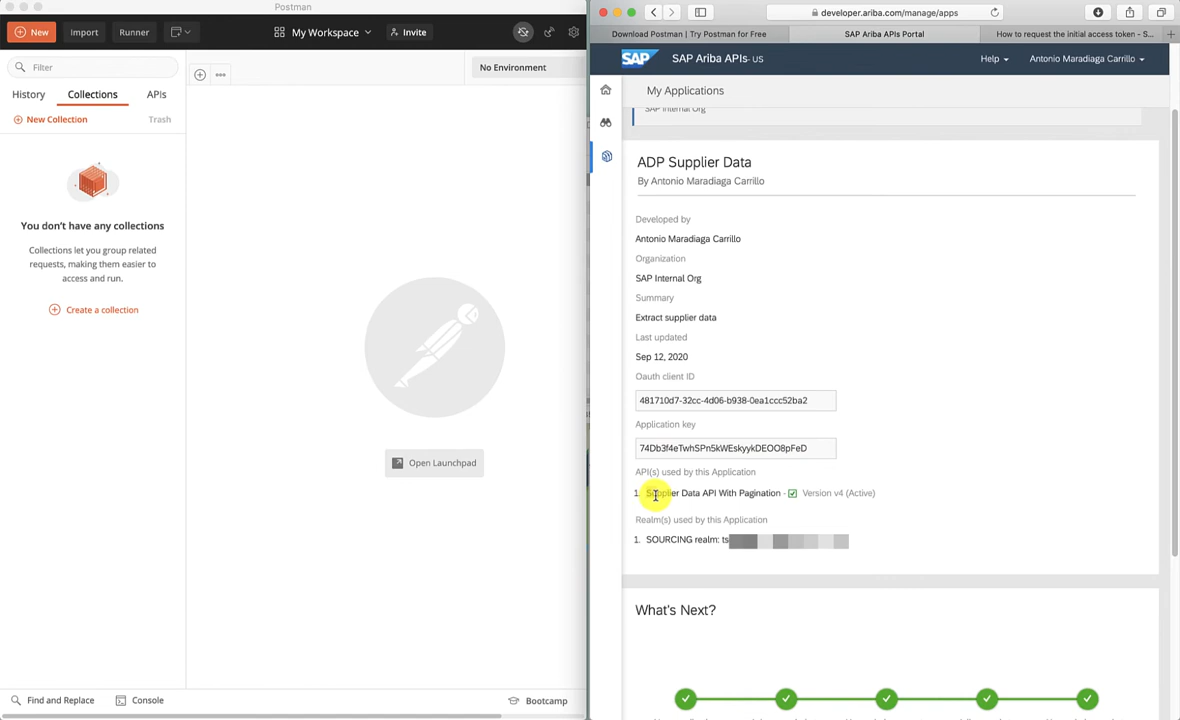 Postman
New
Import
Runner
My Workspace
Invite
Filter
No Environment
History
Collections
APIs
New Collection
Trash
You don't have any collections
Collections let you group related
requests, making them easier to
access and run.
Create a collection
Open Launchpad
Find and Replace
Console
Bootcamp
developer.ariba.com/manage/apps
Download Postman | Try Postman for Free
SAP Ariba APIs Portal
How to request the initial access token - S...
SAP
SAP Ariba APIs- US
Help
Antonio Maradiaga Carrillo
My Applications
SAP Internal Org
ADP Supplier Data
By Antonio Maradiaga Carrillo
Developed by
Antonio Maradiaga Carrillo
Organization
SAP Internal Org
Summary
Extract supplier data
Last updated
Sep 12, 2020
Oauth client ID
481710d7-32cc-4d06-b938-0ea1ccc52ba2
Application key
74Db3f4eTwhSPn5kWEskyykDEOO8pFeD
API(s) used by this Application
1. Supplier Data API With Pagination - Version v4 (Active)
Realm(s) used by this Application
1. SOURCING realm: ts
What's Next?